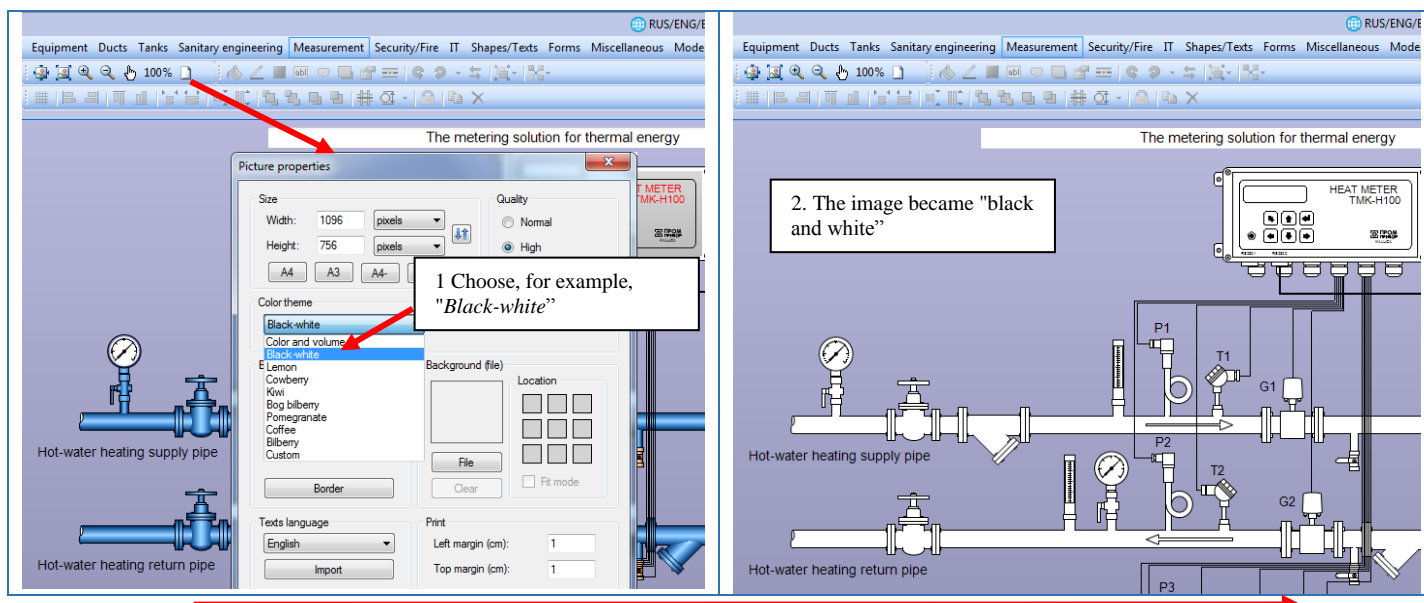 RUS/ENG/
Equipment Ducts Tanks Sanitary engineering Measurement Security/Fire IT Shapes/Texts Forms Miscellaneous Mode
100%
abl
The metering solution for thermal energy
Picture properties
Size
Width: 1096 pixels
Height: 756 pixels
A4 A3 A4-
Quality
Normal
High
T METER
TMK-H100
1 Choose, for example,
"Black-white”
Color theme
Black-white
Color and volume
Black-white
Lemon
Cowberry
Kiwi
Bog bilberry
Pomegranate
Coffee
Bilberry
Custom
Background (file)
Location
File
Clear
Fit mode
Border
Texts language
English
Import
Print
Left margin (cm): 1
Top margin (cm): 1
Hot-water heating supply pipe
Hot-water heating return pipe
RUS/ENG/
Equipment Ducts Tanks Sanitary engineering Measurement Security/Fire IT Shapes/Texts Forms Miscellaneous Mode
100%
abl
The metering solution for thermal energy
2. The image became "black
and white”
HEAT METER
TMK-H100
ПРОМ
ПРИБОР
P1
T1
G1
Hot-water heating supply pipe
P2
T2
G2
Hot-water heating return pipe
P3